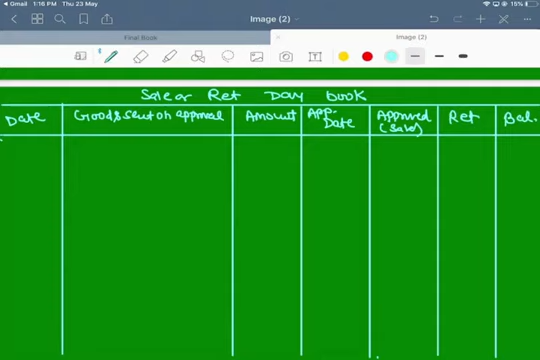 Gmail 1:16 PM Thu 23 May 15%
Image (2)
Final Book Image (2)
Sale or Ret Day book
Date Goods sent on approval Amount App. Date Approved (Sale) Ret Bal.